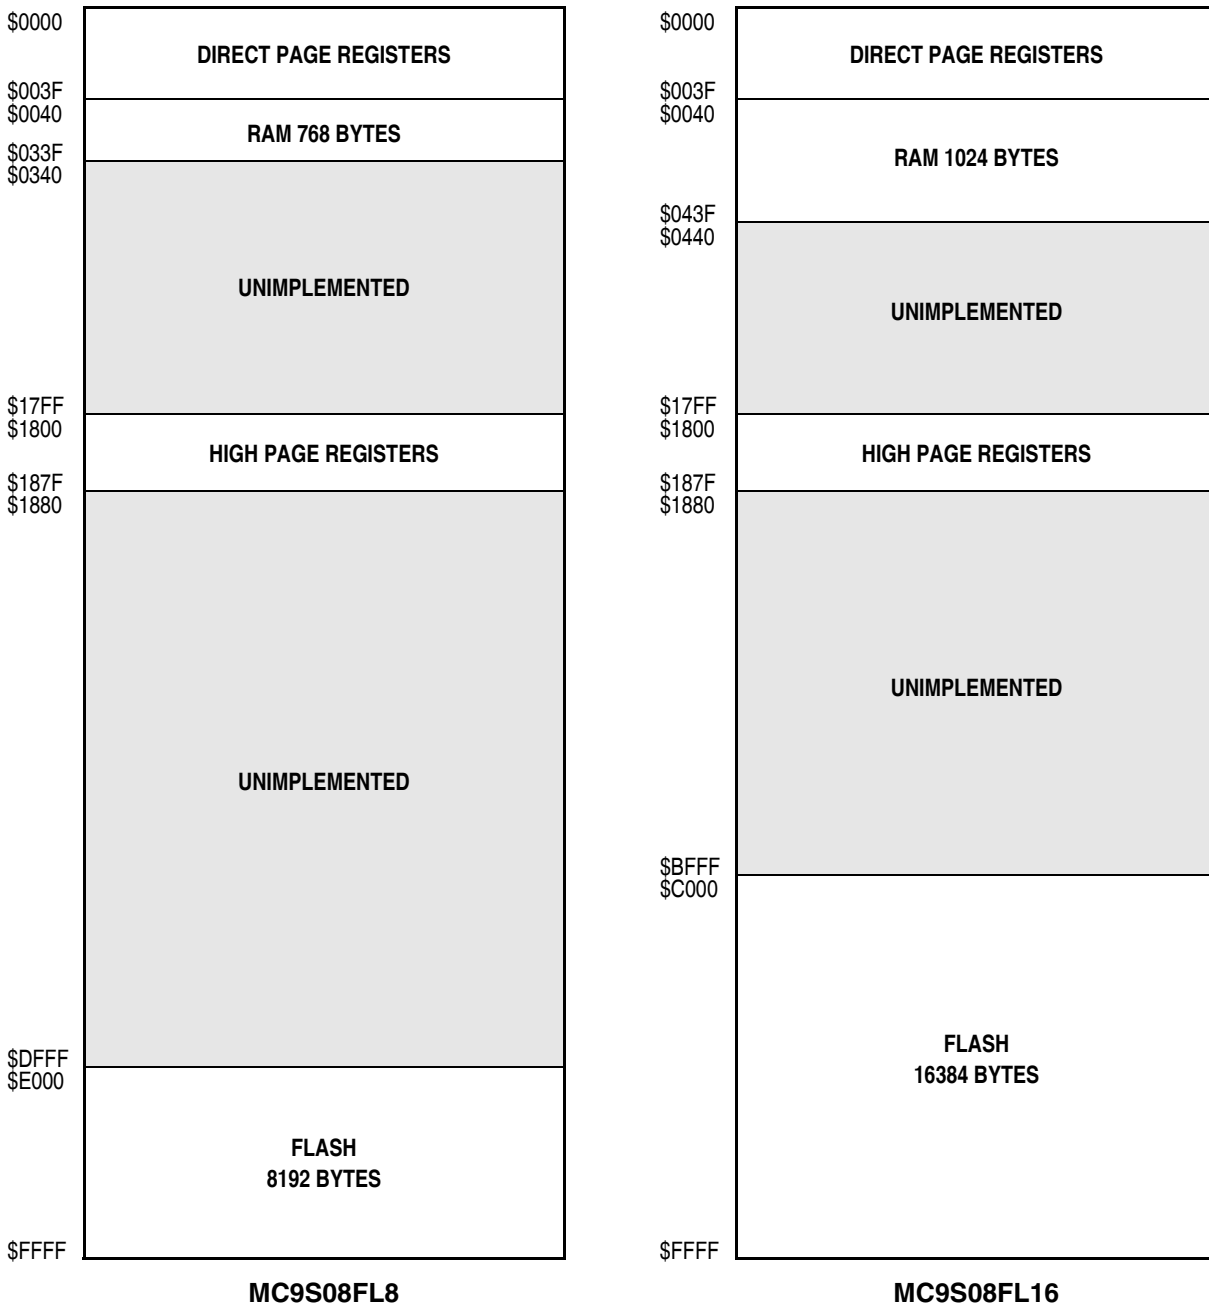 $0000
DIRECT PAGE REGISTERS
$003F
$0040
RAM 768 BYTES
$033F
$0340
UNIMPLEMENTED
$17FF
$1800
HIGH PAGE REGISTERS
$187F
$1880
UNIMPLEMENTED
$DFFF
$E000
FLASH
8192 BYTES
$FFFF
MC9S08FL8
$0000
DIRECT PAGE REGISTERS
$003F
$0040
RAM 1024 BYTES
$043F
$0440
UNIMPLEMENTED
$17FF
$1800
HIGH PAGE REGISTERS
$187F
$1880
UNIMPLEMENTED
$BFFF
$C000
FLASH
16384 BYTES
$FFFF
MC9S08FL16